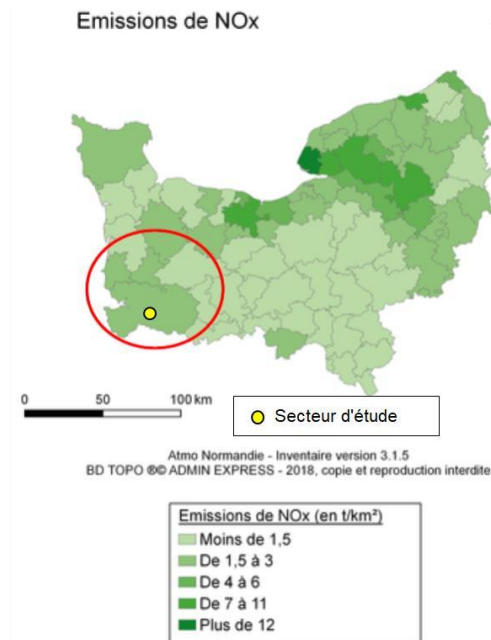 Emissions de NOx
0 50 100 km
Secteur d'étude
Atmo Normandie - Inventaire version 3.1.5
BD TOPO ®© ADMIN EXPRESS - 2018, copie et reproduction interdite
Emissions de NOx (en t/km²)
Moins de 1,5
De 1,5 à 3
De 4 à 6
De 7 à 11
Plus de 12